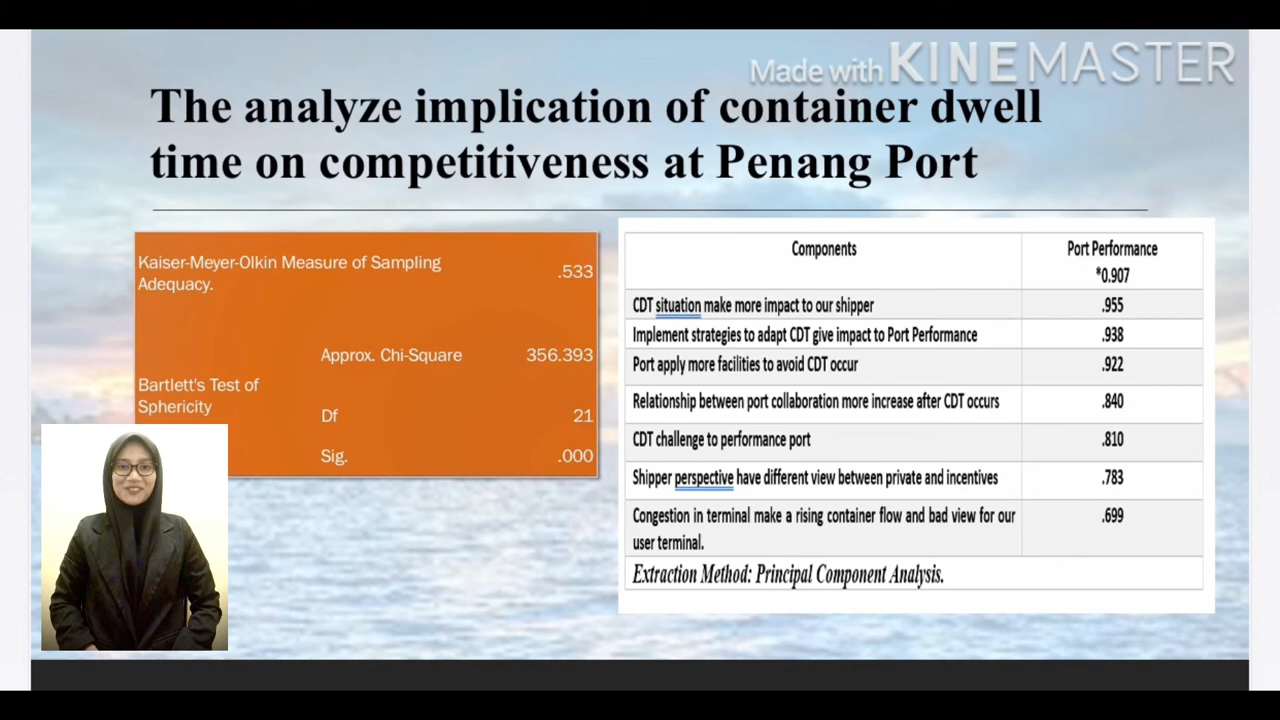 Made with KINEMASTER
The analyze implication of container dwell
time on competitiveness at Penang Port
Kaiser-Meyer-Olkin Measure of Sampling
Adequacy.
.533
Approx. Chi-Square
356.393
Bartlett's Test of
Sphericity
Df
21
Sig.
.000
Components
Port Performance
*0.907
CDT situation make more impact to our shipper
.955
Implement strategies to adapt CDT give impact to Port Performance
.938
Port apply more facilities to avoid CDT occur
.922
Relationship between port collaboration more increase after CDT occurs
.840
CDT challenge to performance port
.810
Shipper perspective have different view between private and incentives
.783
Congestion in terminal make a rising container flow and bad view for our
user terminal.
.699
Extraction Method: Principal Component Analysis.